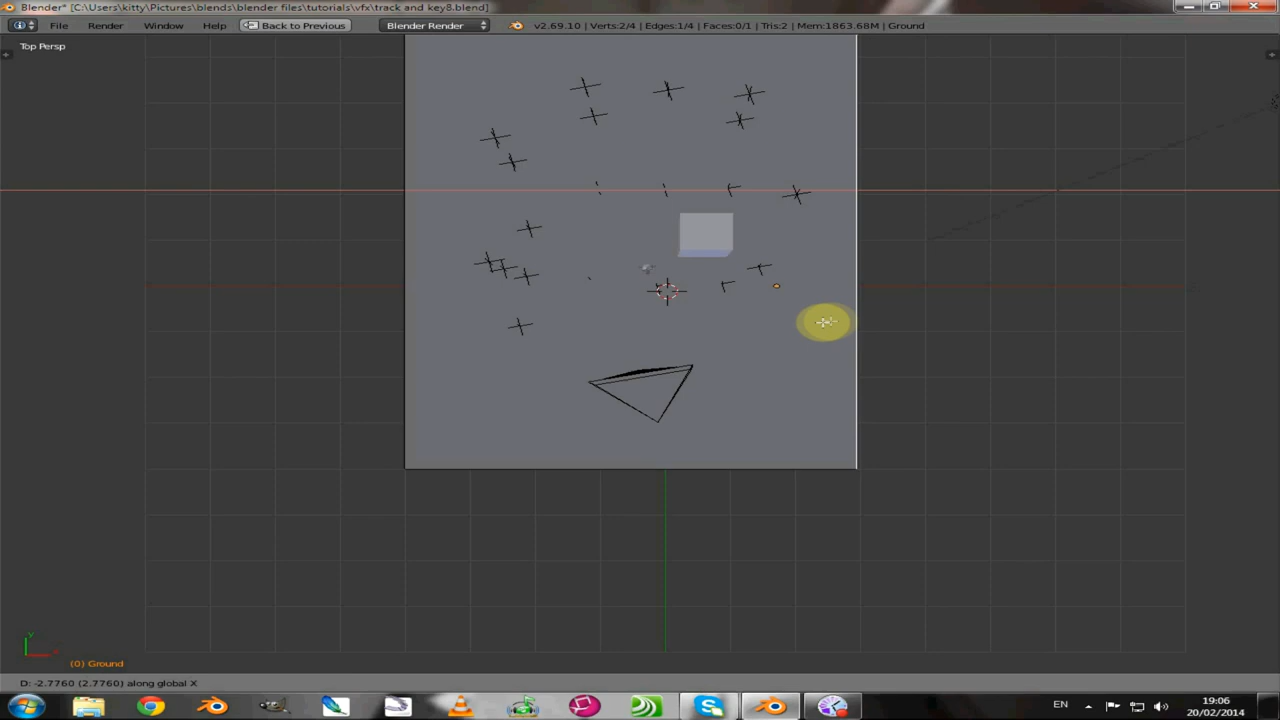 Blender* [C:\Users\kitty\Pictures\blends\blender files\tutorials\vfx\track and key8.blend]
File Render Window Help Back to Previous Blender Render v2.69.10 | Verts:2/4 | Edges:1/4 | Faces:0/1 | Tris:2 | Mem:1863.68M | Ground
Top Persp
y
x
(0) Ground
D: -2.7760 (2.7760) along global X
EN 19:06
20/02/2014